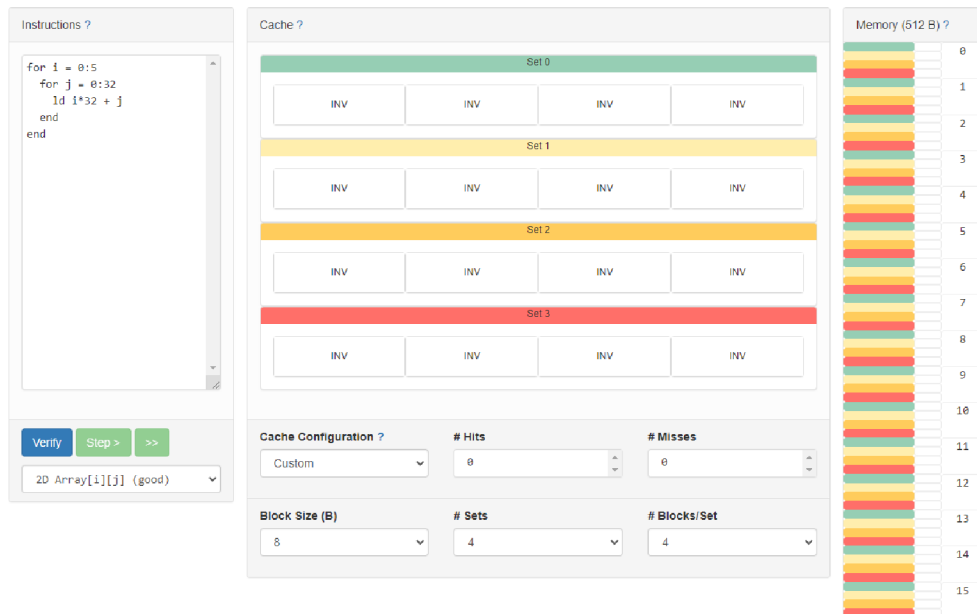 Instructions ?
for i = 0:5
for j = 0:32
ld i*32 + j
end
end
Verify
Step >
>>
2D Array[i][j] (good)
Cache ?
Set 0
INV INV INV INV
Set 1
INV INV INV INV
Set 2
INV INV INV INV
Set 3
INV INV INV INV
Cache Configuration ?
Custom
# Hits
0
# Misses
0
Block Size (B)
8
# Sets
4
# Blocks/Set
4
Memory (512 B) ?
0
1
2
3
4
5
6
7
8
9
10
11
12
13
14
15